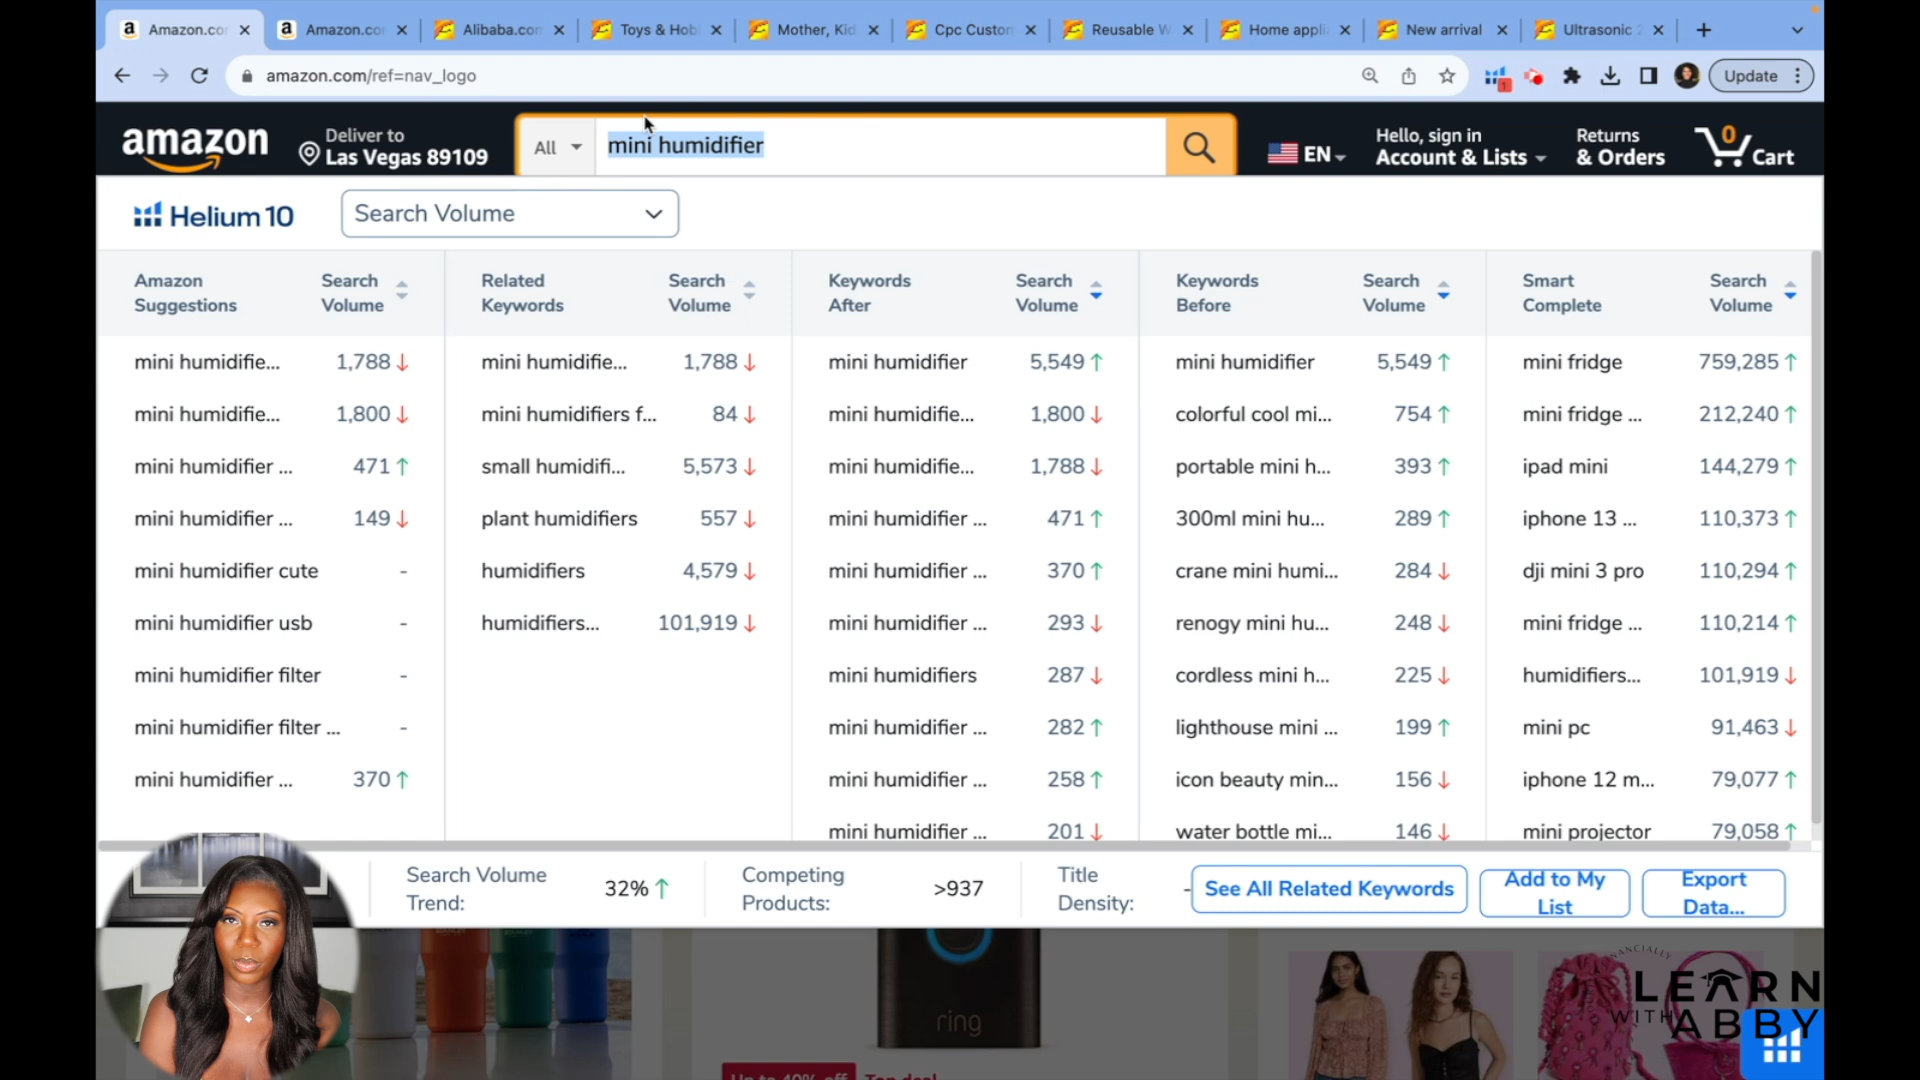 Amazon.cor
Amazon.co
Alibaba.con
Toys & Hob
Mother, Kid
Cpc Custom
Reusable W
Home appli
New arrival
Ultrasonic 2
amazon.com/ref=nav_logo
1
Update
amazon
Deliver to
Las Vegas 89109
All
mini humidifier
EN
Hello, sign in
Account & Lists
Returns
& Orders
0
Cart
Helium 10
Search Volume
Amazon Suggestions
Search Volume
Related Keywords
Search Volume
Keywords After
Search Volume
Keywords Before
Search Volume
Smart Complete
Search Volume
mini humidifie... 1,788 mini humidifie... 1,788 mini humidifier 5,549 mini humidifier 5,549 mini fridge 759,285
mini humidifie... 1,800 mini humidifiers f... 84 mini humidifie... 1,800 colorful cool mi... 754 mini fridge ... 212,240
mini humidifier ... 471 small humidifi... 5,573 mini humidifie... 1,788 portable mini h... 393 ipad mini 144,279
mini humidifier ... 149 plant humidifiers 557 mini humidifier ... 471 300ml mini hu... 289 iphone 13 ... 110,373
mini humidifier cute - humidifiers 4,579 mini humidifier ... 370 crane mini humi... 284 dji mini 3 pro 110,294
mini humidifier usb - humidifiers... 101,919 mini humidifier ... 293 renogy mini hu... 248 mini fridge ... 110,214
mini humidifier filter - mini humidifiers 287 cordless mini h... 225 humidifiers... 101,919
mini humidifier filter ... - mini humidifier ... 282 lighthouse mini ... 199 mini pc 91,463
mini humidifier ... 370 mini humidifier ... 258 icon beauty min... 156 iphone 12 m... 79,077
mini humidifier ... 201 water bottle mi... 146 mini projector 79,058
Search Volume
Trend:
32%
Competing
Products:
>937
Title
Density:
-
See All Related Keywords
Add to My
List
Export
Data...
ring
Up to 40% off Top deal
LEARN
WITH ABBY